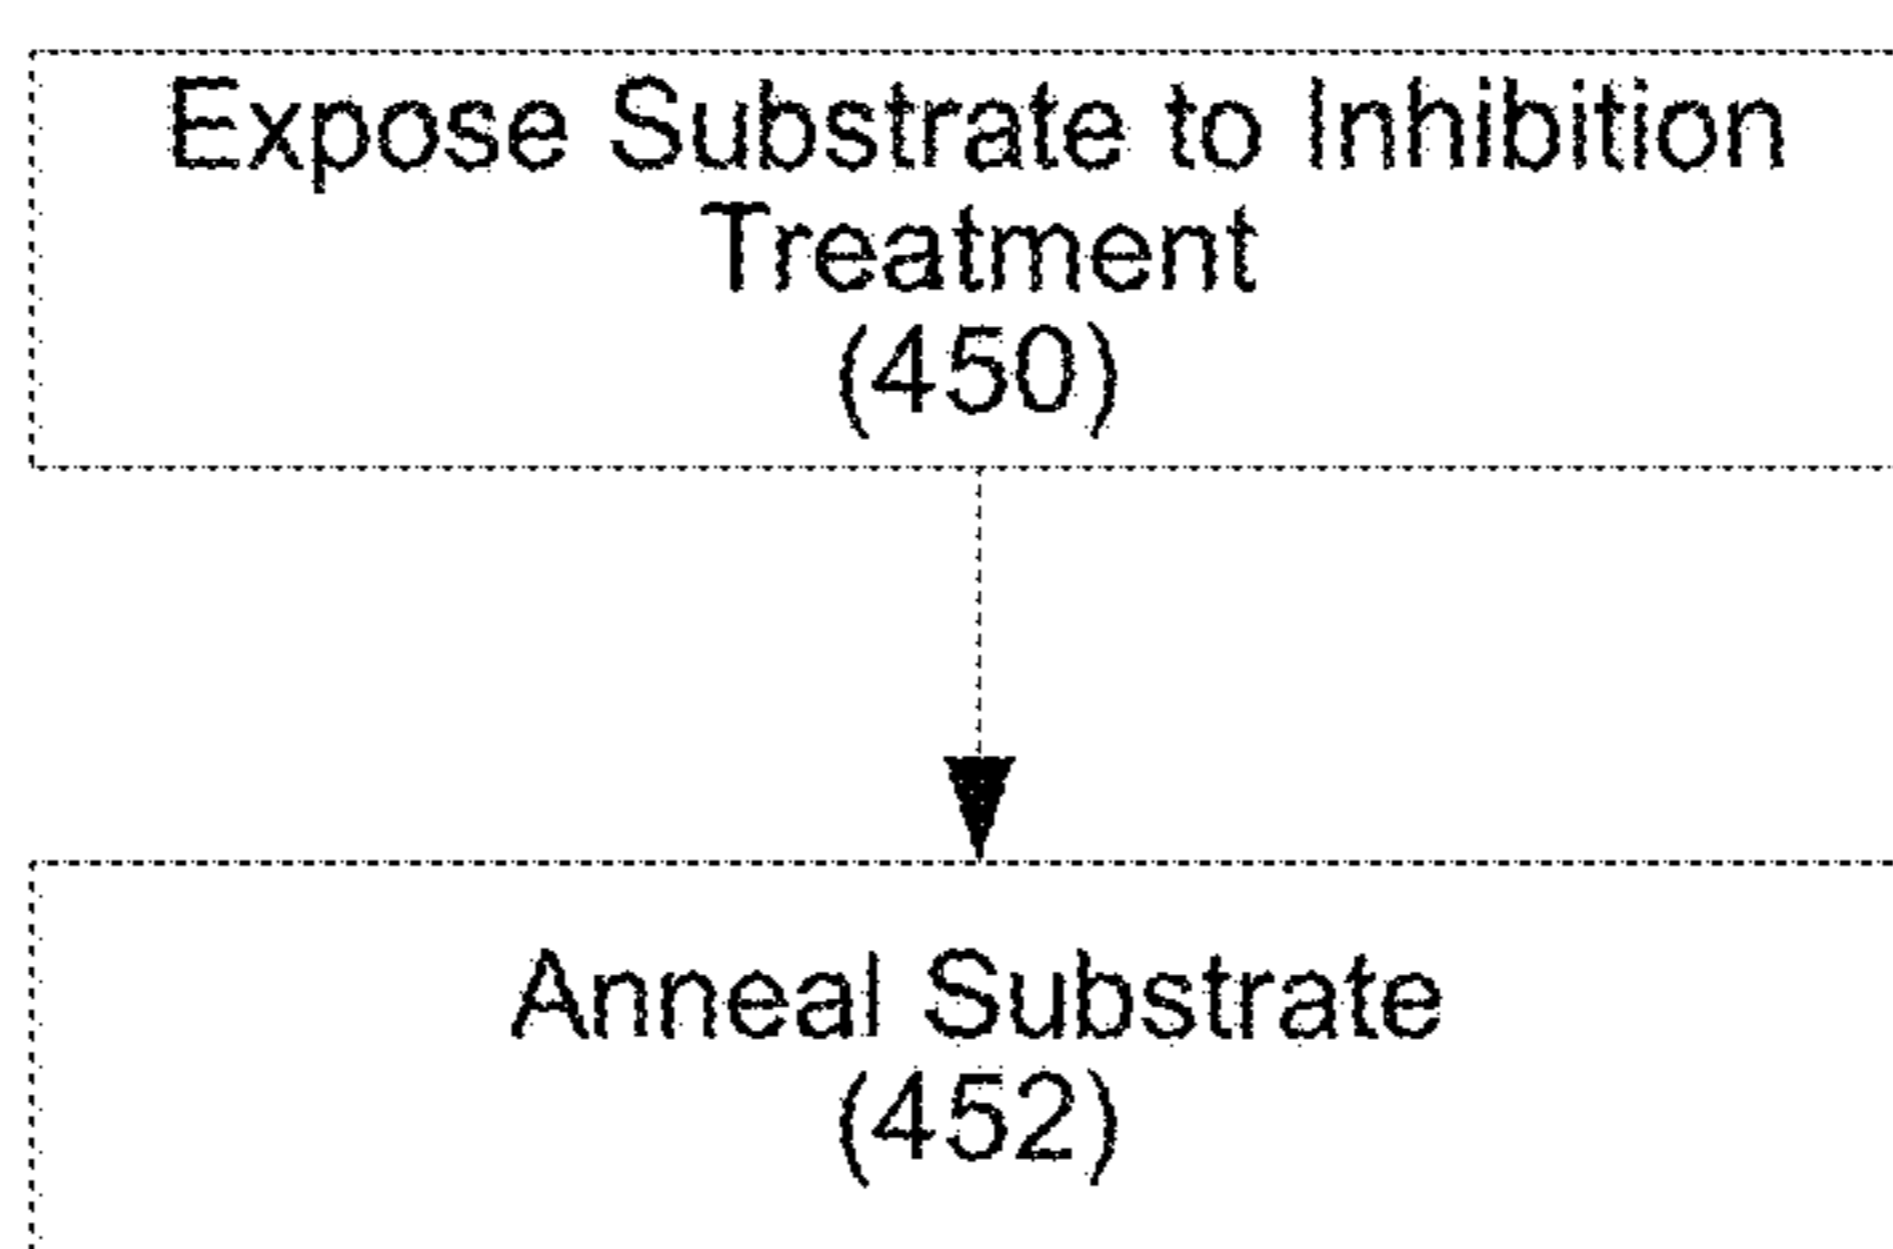 Expose Substrate to Inhibition
Treatment
(450)
Anneal Substrate
(452)